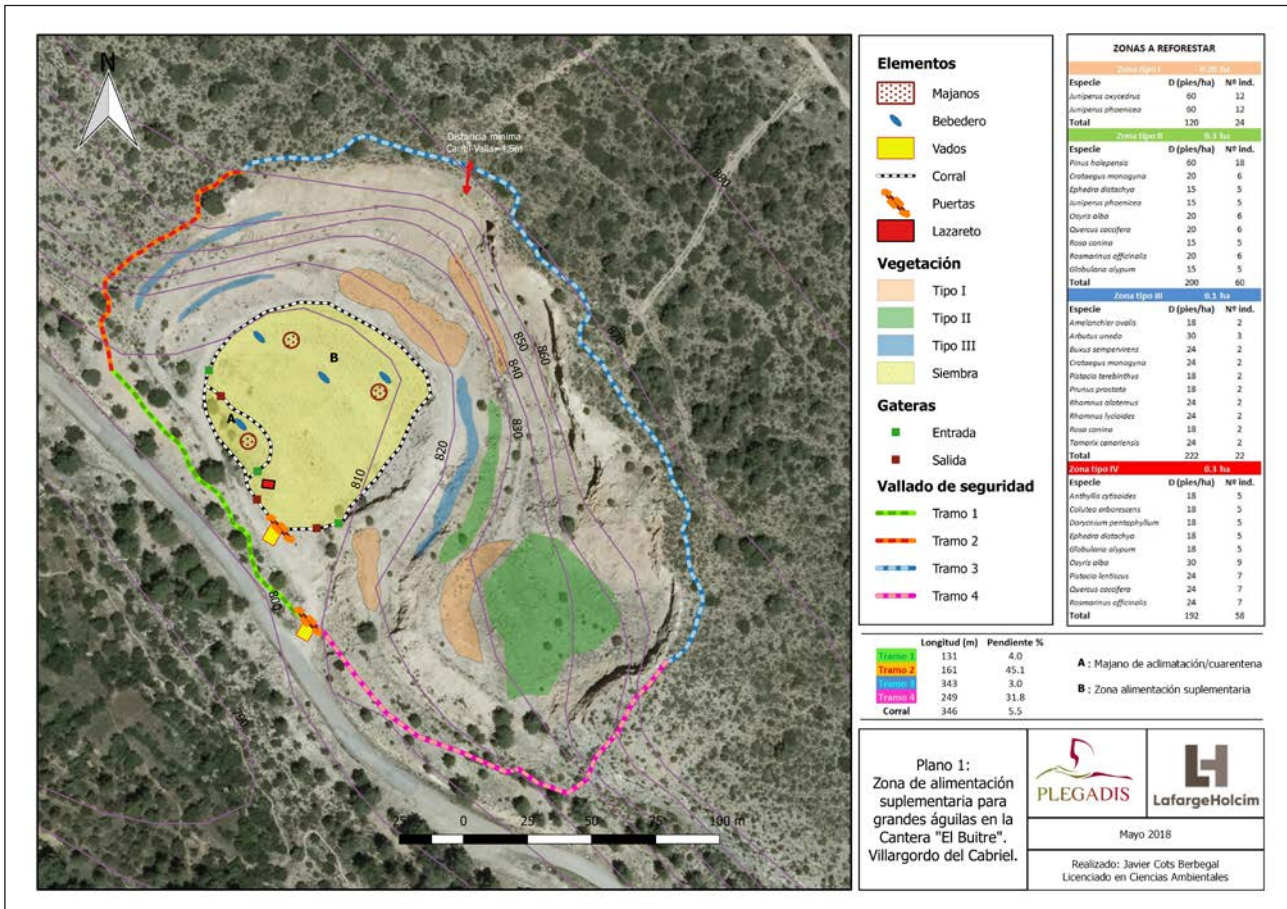 N
Distancia mínima
Cantil-Valla=4,5m
880
870
860
850
840
830
820
810
800
B
A
25 0 25 50 75 100 m
Elementos
Majanos
Bebedero
Vados
Corral
Puertas
Lazareto
Vegetación
Tipo I
Tipo II
Tipo III
Siembra
Gateras
Entrada
Salida
Vallado de seguridad
Tramo 1
Tramo 2
Tramo 3
Tramo 4
ZONAS A REFORESTAR
Zona tipo I 0.20 ha
Especie D (pies/ha) Nº ind.
Juniperus oxycedrus 60 12
Juniperus phoenicea 60 12
Total 120 24
Zona tipo II 0.3 ha
Especie D (pies/ha) Nº ind.
Pinus halepensis 60 18
Crataegus monogyna 20 6
Ephedra distachya 15 5
Juniperus phoenicea 15 5
Osyris alba 20 6
Quercus coccifera 20 6
Rosa canina 15 5
Rosmarinus officinalis 20 6
Globularia alypum 15 5
Total 200 60
Zona tipo III 0.1 ha
Especie D (pies/ha) Nº ind.
Amelanchier ovalis 18 2
Arbutus unedo 30 3
Buxus sempervirens 24 2
Crataegus monogyna 24 2
Pistacia terebinthus 18 2
Prunus prostata 18 2
Rhamnus alaternus 24 2
Rhamnus lycioides 24 2
Rosa canina 18 2
Tamarix canariensis 24 2
Total 222 22
Zona tipo IV 0.3 ha
Especie D (pies/ha) Nº ind.
Anthyllis cytisoides 18 5
Colutea arborescens 18 5
Dorycnium pentaphyllum 18 5
Ephedra distachya 18 5
Globularia alypum 18 5
Osyris alba 30 9
Pistacia lentiscus 24 7
Quercus coccifera 24 7
Rosmarinus officinalis 24 7
Total 192 58
Longitud (m) Pendiente %
Tramo 1 131 4.0
Tramo 2 161 45.1
Tramo 3 343 3.0
Tramo 4 249 31.8
Corral 346 5.5
A : Majano de aclimatación/cuarentena
B : Zona alimentación suplementaria
Plano 1:
Zona de alimentación
suplementaria para
grandes águilas en la
Cantera "El Buitre".
Villargordo del Cabriel.
PLEGADIS
LafargeHolcim
Mayo 2018
Realizado: Javier Cots Berbegal
Licenciado en Ciencias Ambientales